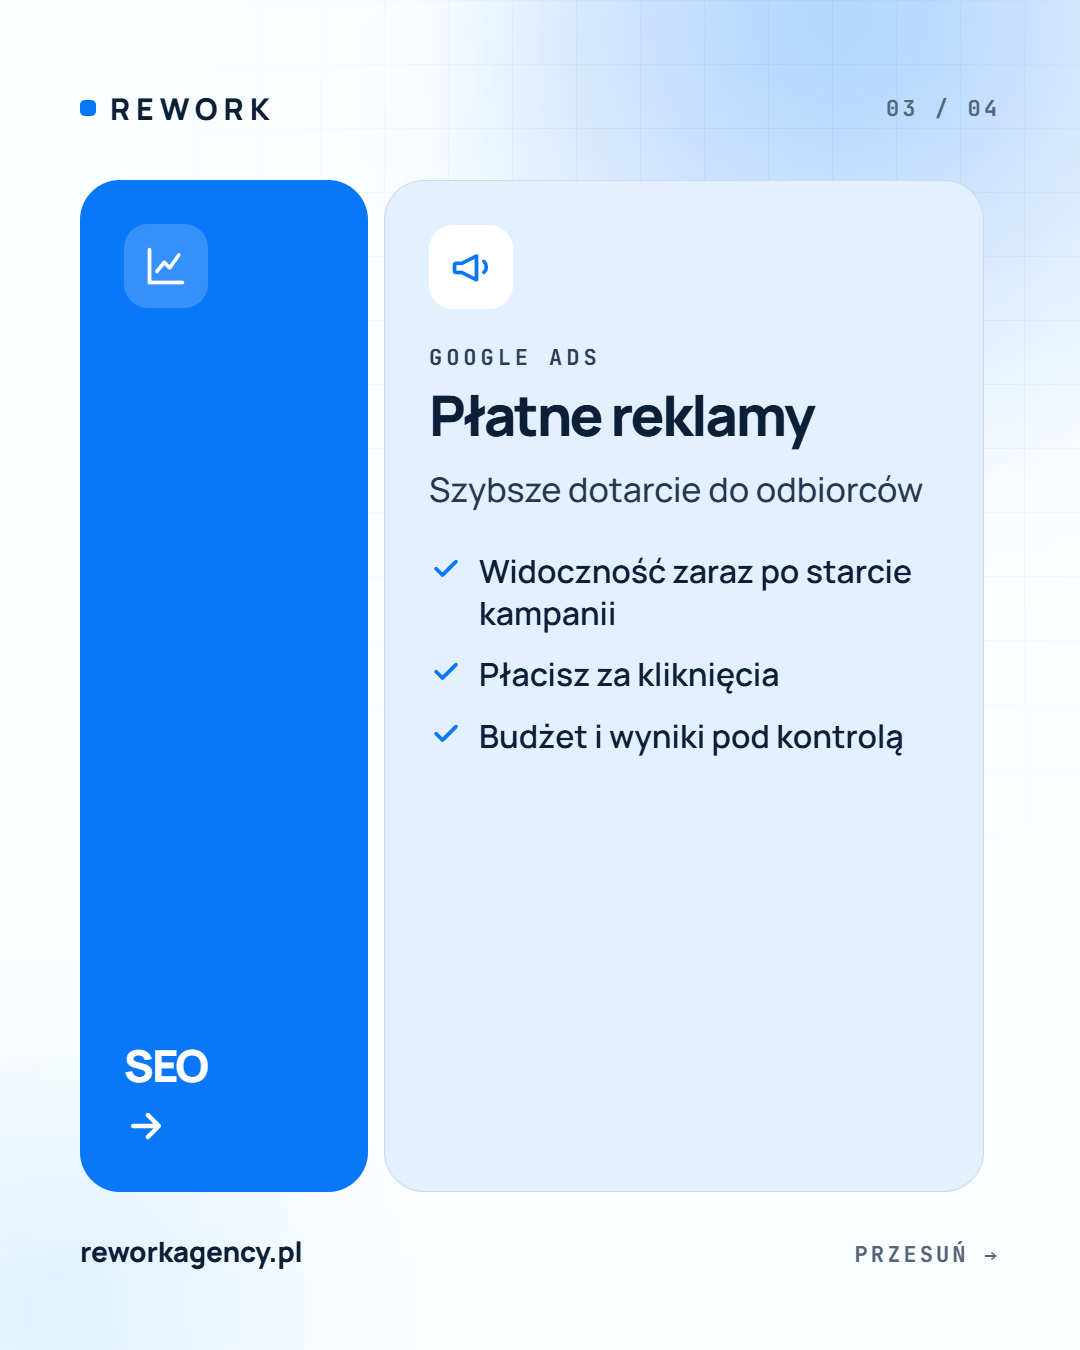 REWORK
03 / 04
GOOGLE ADS
Płatne reklamy
Szybsze dotarcie do odbiorców
Widoczność zaraz po starcie
kampanii
Płacisz za kliknięcia
Budżet i wyniki pod kontrolą
SEO
→
reworkagency.pl
PRZESUŃ →